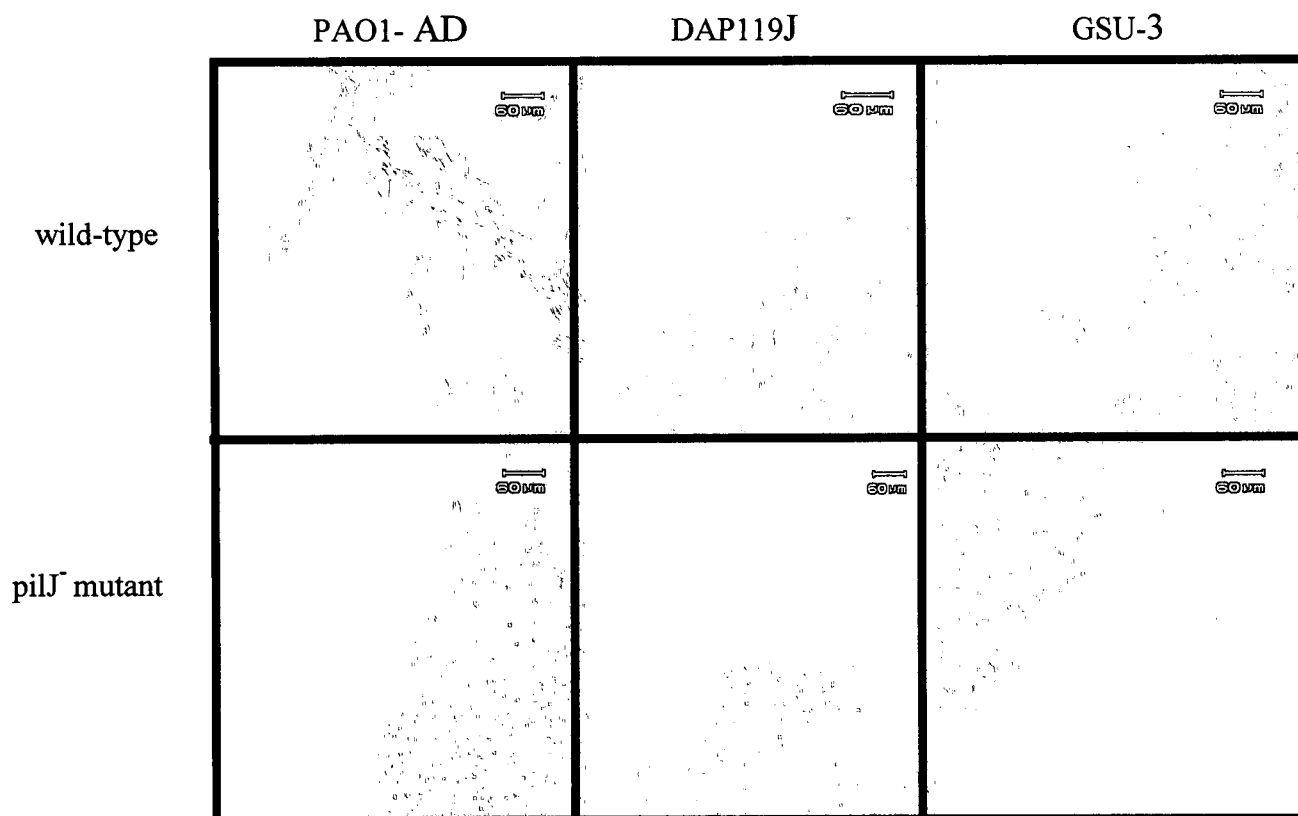 PAO1- AD DAP119J GSU-3
wild-type
60 µm 60 µm 60 µm
pilJ⁻ mutant
60 µm 60 µm 60 µm